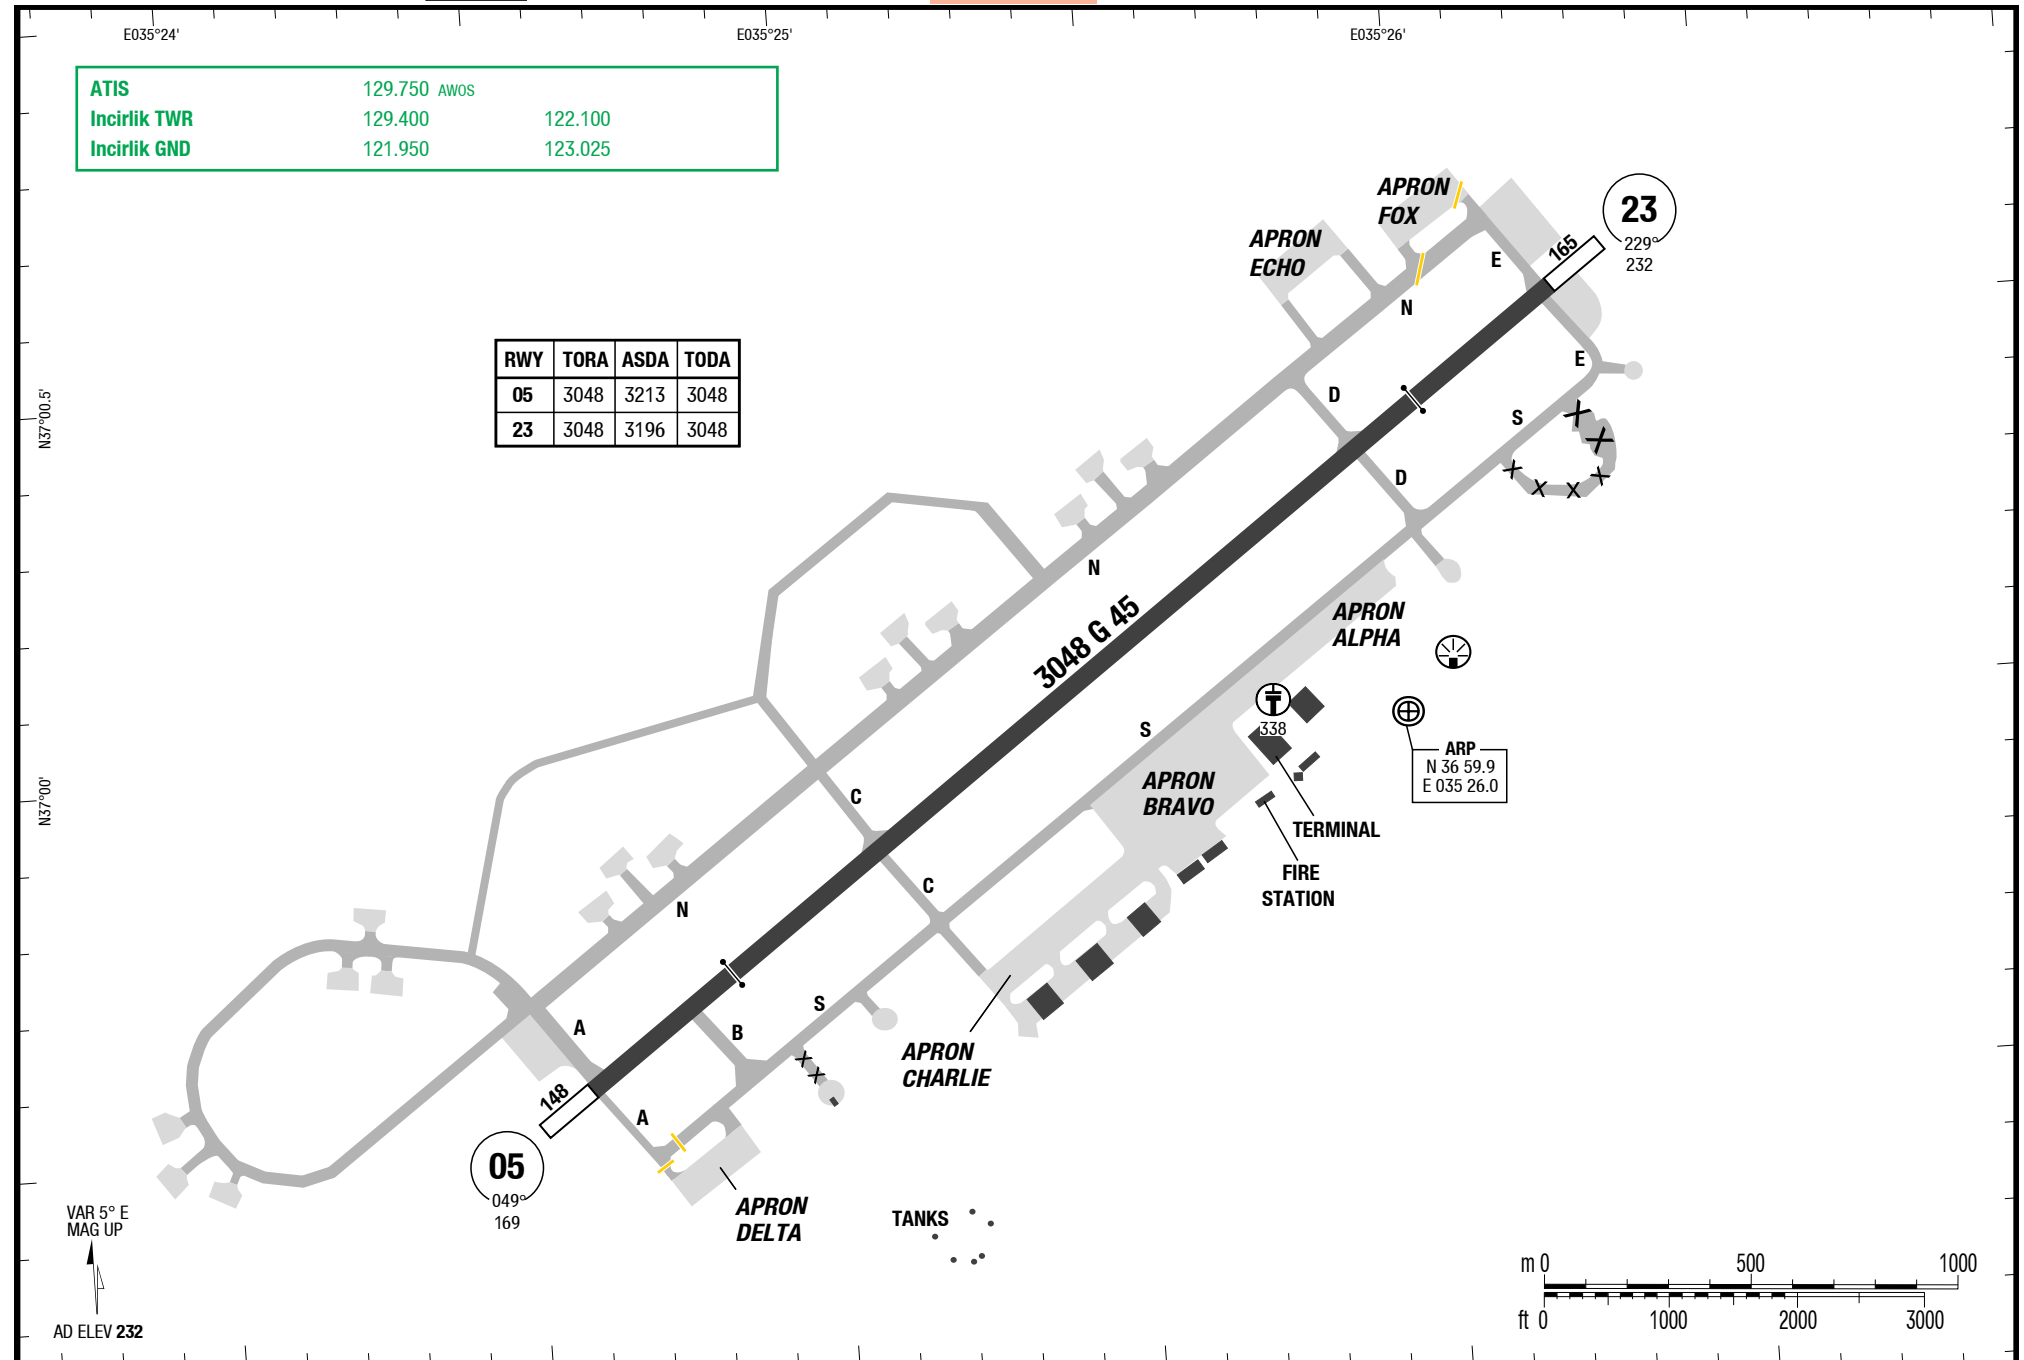 E035°24'
E035°25'
E035°26'
ATIS 129.750 AWOS
Incirlik TWR 129.400 122.100
Incirlik GND 121.950 123.025
APRON
FOX
23
229°
232
165
APRON
ECHO
E
N
RWY TORA ASDA TODA
05 3048 3213 3048
23 3048 3196 3048
N37°00.5'
E
D
S
D
N
3048 G 45
APRON
ALPHA
S
338
ARP
N 36 59.9
E 035 26.0
APRON
BRAVO
N37°00'
C
TERMINAL
FIRE
STATION
C
N
S
A
B
APRON
CHARLIE
148
A
05
049°
169
APRON
DELTA
TANKS
VAR 5° E
MAG UP
AD ELEV 232
m 0 500 1000
ft 0 1000 2000 3000